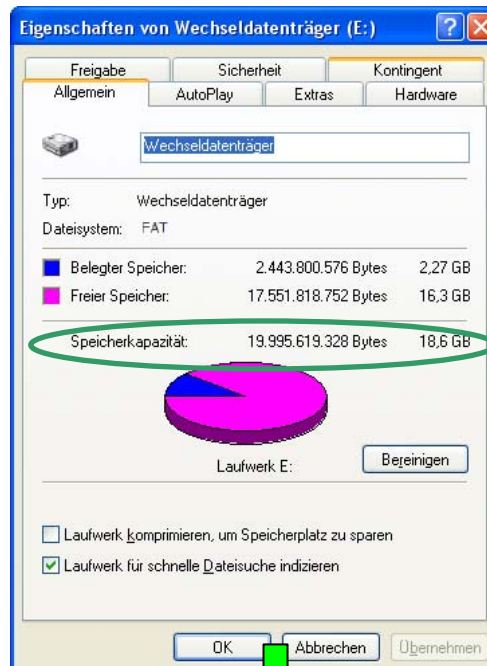 Eigenschaften von Wechseldatenträger (E:)
Freigabe Sicherheit Kontingent
Allgemein AutoPlay Extras Hardware
Wechseldatenträger
Typ: Wechseldatenträger
Dateisystem: FAT
Belegter Speicher: 2.443.800.576 Bytes 2,27 GB
Freier Speicher: 17.551.818.752 Bytes 16,3 GB
Speicherkapazität: 19.995.619.328 Bytes 18,6 GB
Laufwerk E: Bereinigen
Laufwerk komprimieren, um Speicherplatz zu sparen
Laufwerk für schnelle Dateisuche indizieren
OK Abbrechen Übernehmen